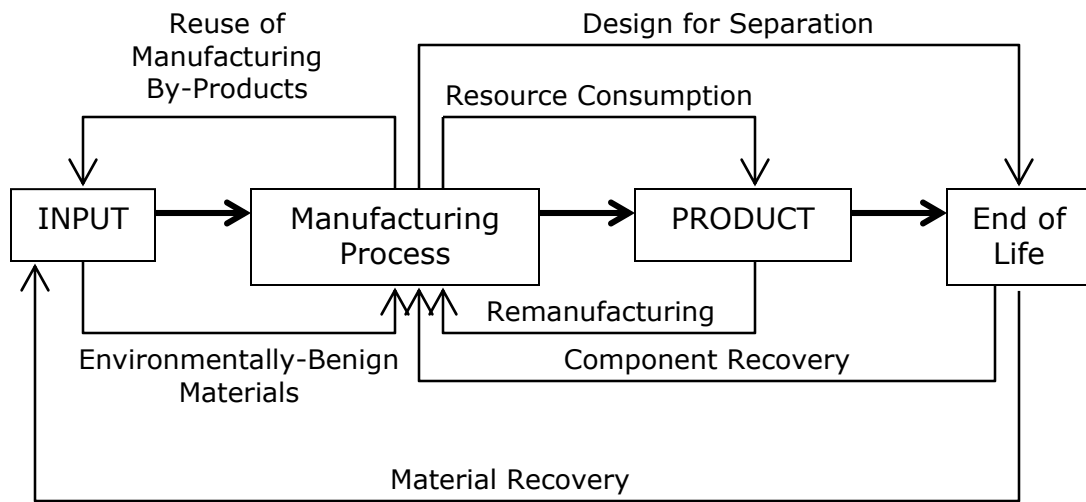 Reuse of
Manufacturing
By-Products
Design for Separation
Resource Consumption
INPUT
Manufacturing
Process
PRODUCT
End of
Life
Remanufacturing
Environmentally-Benign
Materials
Component Recovery
Material Recovery